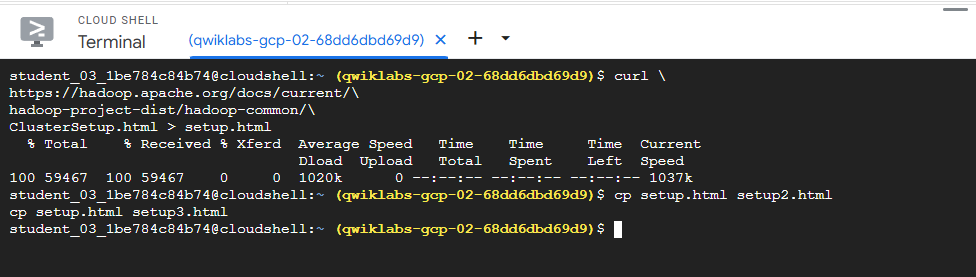 CLOUD SHELL
Terminal
(qwiklabs-gcp-02-68dd6dbd69d9) × + ▾
student_03_1be784c84b74@cloudshell:~ (qwiklabs-gcp-02-68dd6dbd69d9)$ curl \
https://hadoop.apache.org/docs/current/\
hadoop-project-dist/hadoop-common/\
ClusterSetup.html > setup.html
  % Total    % Received % Xferd  Average Speed   Time    Time     Time  Current
                                 Dload  Upload   Total   Spent    Left  Speed
100 59467  100 59467    0     0  1020k      0 --:--:-- --:--:-- --:--:-- 1037k
student_03_1be784c84b74@cloudshell:~ (qwiklabs-gcp-02-68dd6dbd69d9)$ cp setup.html setup2.html
cp setup.html setup3.html
student_03_1be784c84b74@cloudshell:~ (qwiklabs-gcp-02-68dd6dbd69d9)$